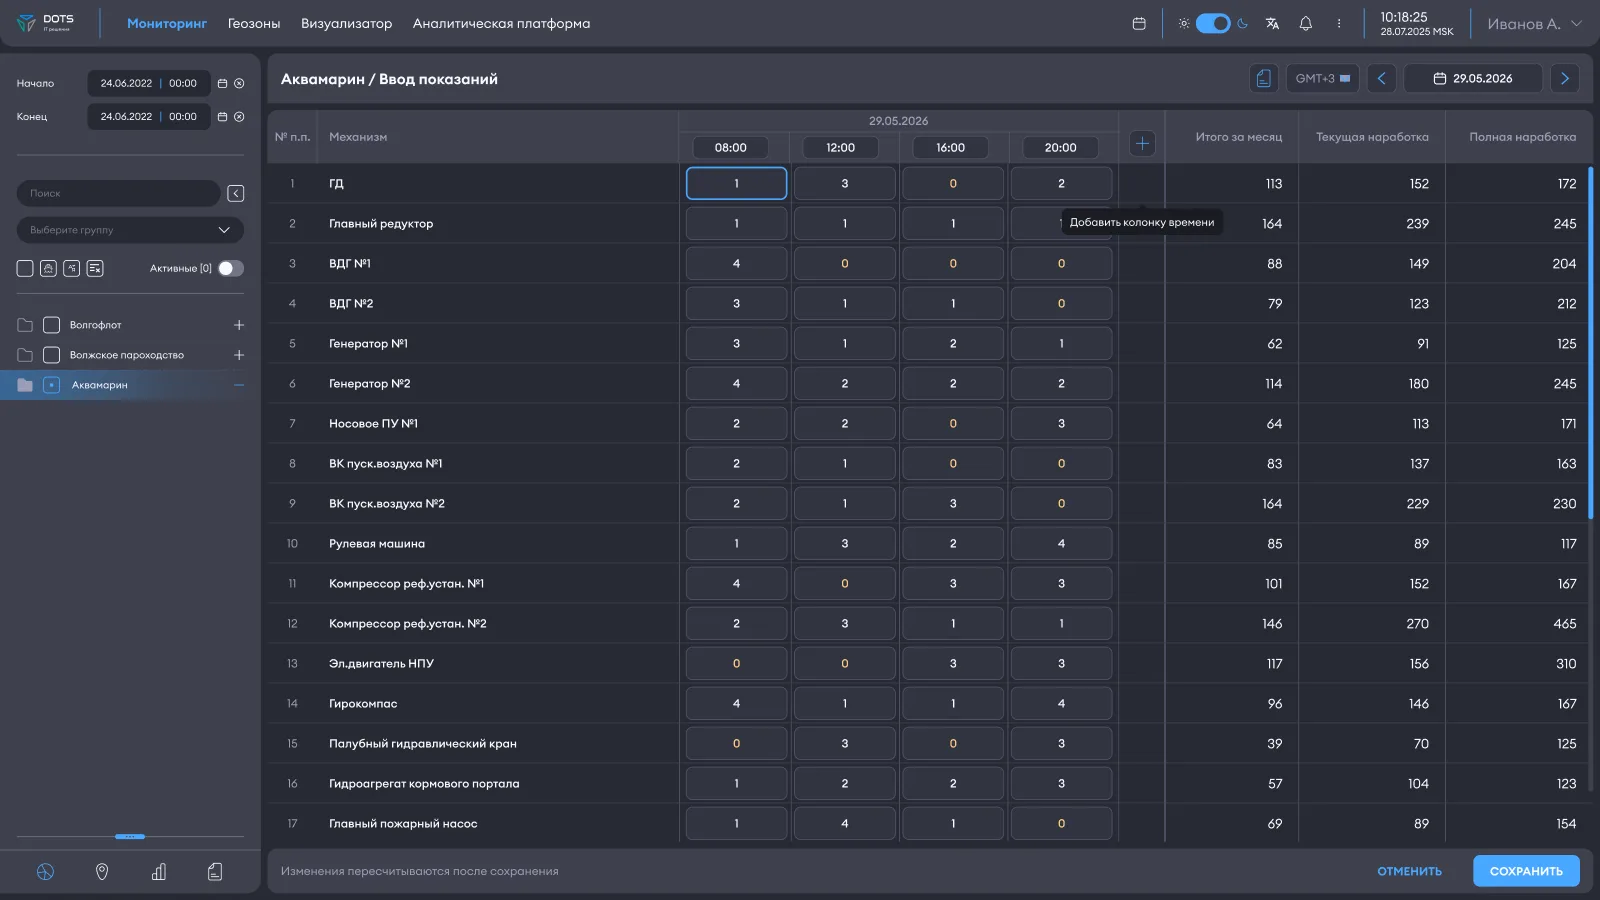 DOTS
IT решения
Мониторинг
Геозоны
Визуализатор
Аналитическая платформа
10:18:25
28.07.2025 MSK
Иванов А.
Начало
24.06.2022 | 00:00
Конец
24.06.2022 | 00:00
Поиск
Выберите группу
Активные [0]
Волгофлот
Волжское пароходство
Аквамарин
Аквамарин / Ввод показаний
GMT+3
29.05.2026
№ п.п. Механизм 29.05.2026 Итого за месяц Текущая наработка Полная наработка
08:00 12:00 16:00 20:00
1 ГД 1 3 0 2 113 152 172
2 Главный редуктор 1 1 1 1 164 239 245
Добавить колонку времени
3 ВДГ №1 4 0 0 0 88 149 204
4 ВДГ №2 3 1 1 0 79 123 212
5 Генератор №1 3 1 2 1 62 91 125
6 Генератор №2 4 2 2 2 114 180 245
7 Носовое ПУ №1 2 2 0 3 64 113 171
8 ВК пуск.воздуха №1 2 1 0 0 83 137 163
9 ВК пуск.воздуха №2 2 1 3 0 164 229 230
10 Рулевая машина 1 3 2 4 85 89 117
11 Компрессор реф.устан. №1 4 0 3 3 101 152 167
12 Компрессор реф.устан. №2 2 3 1 1 146 270 465
13 Эл.двигатель НПУ 0 0 3 3 117 156 310
14 Гирокомпас 4 1 1 4 96 146 167
15 Палубный гидравлический кран 0 3 0 3 39 70 125
16 Гидроагрегат кормового портала 1 2 2 3 57 104 123
17 Главный пожарный насос 1 4 1 0 69 89 154
Изменения пересчитываются после сохранения
ОТМЕНИТЬ
СОХРАНИТЬ